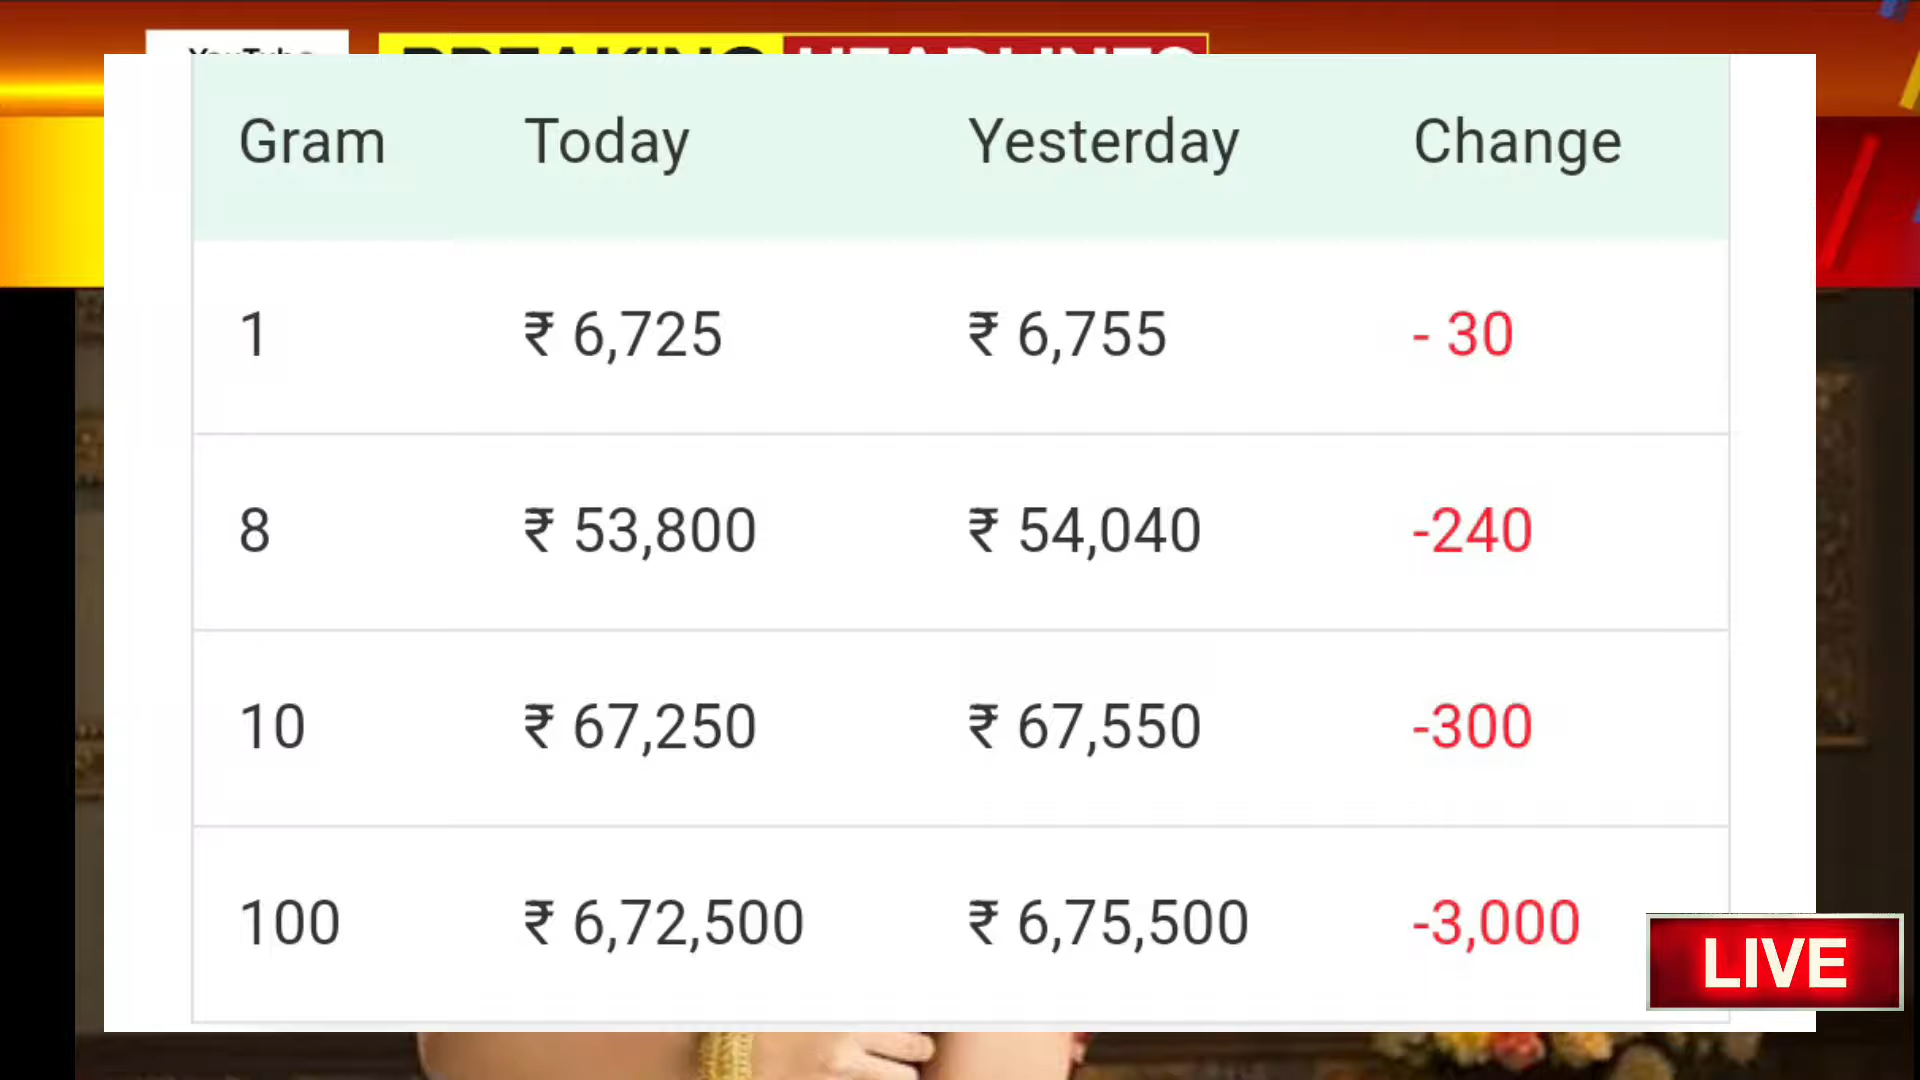 Gram Today Yesterday Change
1 ₹ 6,725 ₹ 6,755 - 30
8 ₹ 53,800 ₹ 54,040 -240
10 ₹ 67,250 ₹ 67,550 -300
100 ₹ 6,72,500 ₹ 6,75,500 -3,000
LIVE